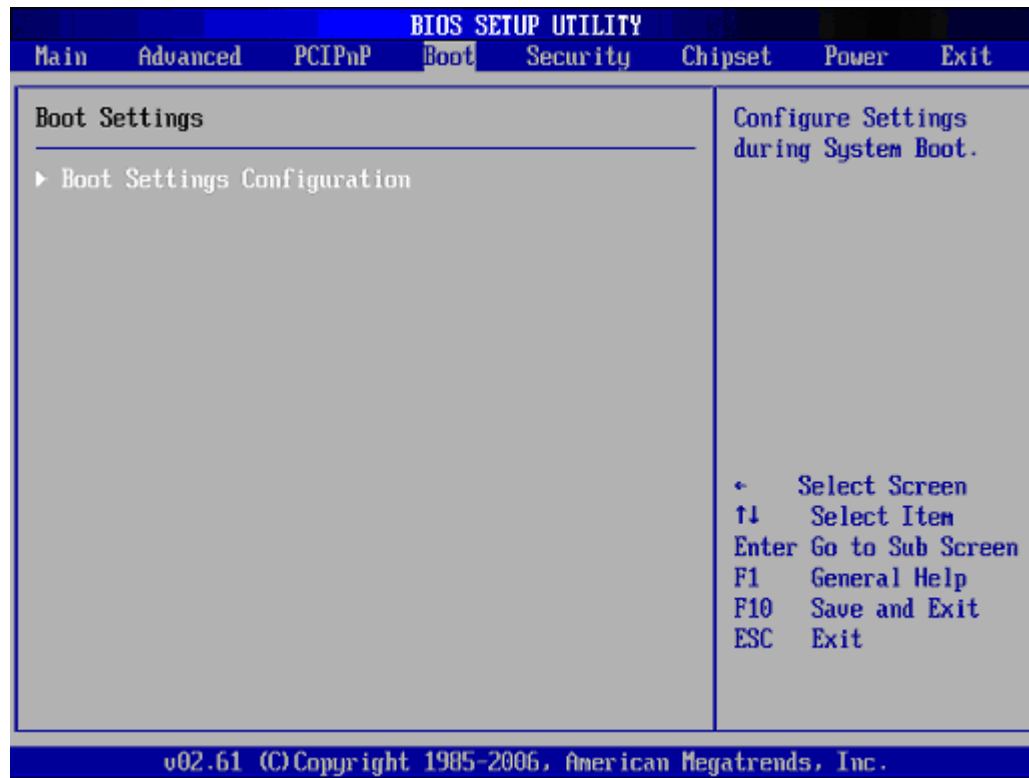 BIOS SETUP UTILITY
Main Advanced PCIPnP Boot Security Chipset Power Exit
Boot Settings
▶ Boot Settings Configuration
Configure Settings
during System Boot.
← Select Screen
↑↓ Select Item
Enter Go to Sub Screen
F1 General Help
F10 Save and Exit
ESC Exit
v02.61 (C)Copyright 1985-2006, American Megatrends, Inc.